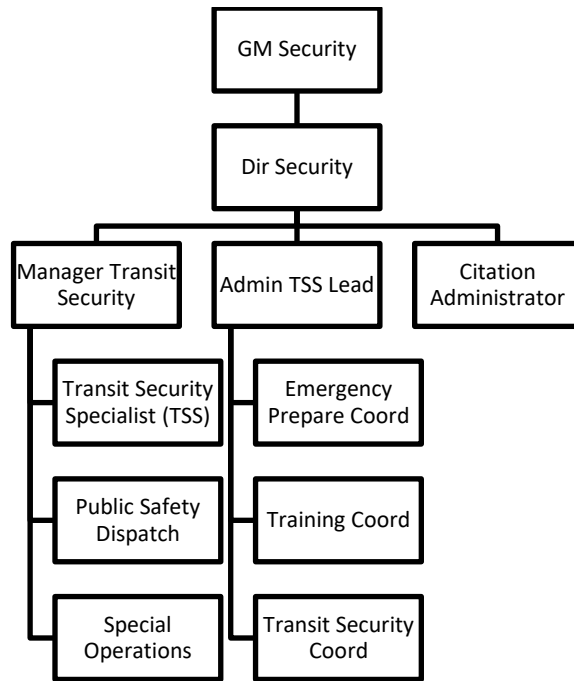 GM Security
Dir Security
Manager Transit
Security
Admin TSS Lead
Citation
Administrator
Transit Security
Specialist (TSS)
Public Safety
Dispatch
Special
Operations
Emergency
Prepare Coord
Training Coord
Transit Security
Coord